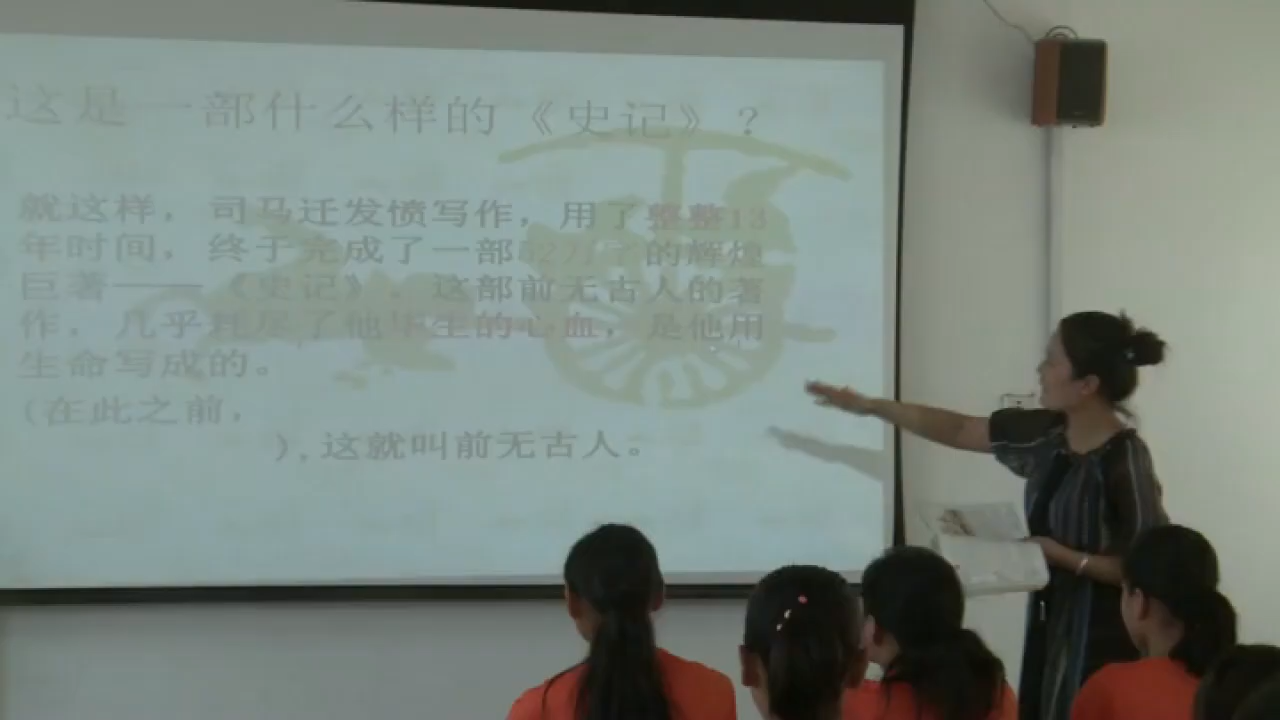 这是一部什么样的《史记》？
就这样，司马迁发愤写作，用了整整13
年时间，终于完成了一部52万字的辉煌
巨著——《史记》。这部前无古人的著
作，几乎耗尽了他毕生的心血，是他用
生命写成的。
(在此之前，
),这就叫前无古人。